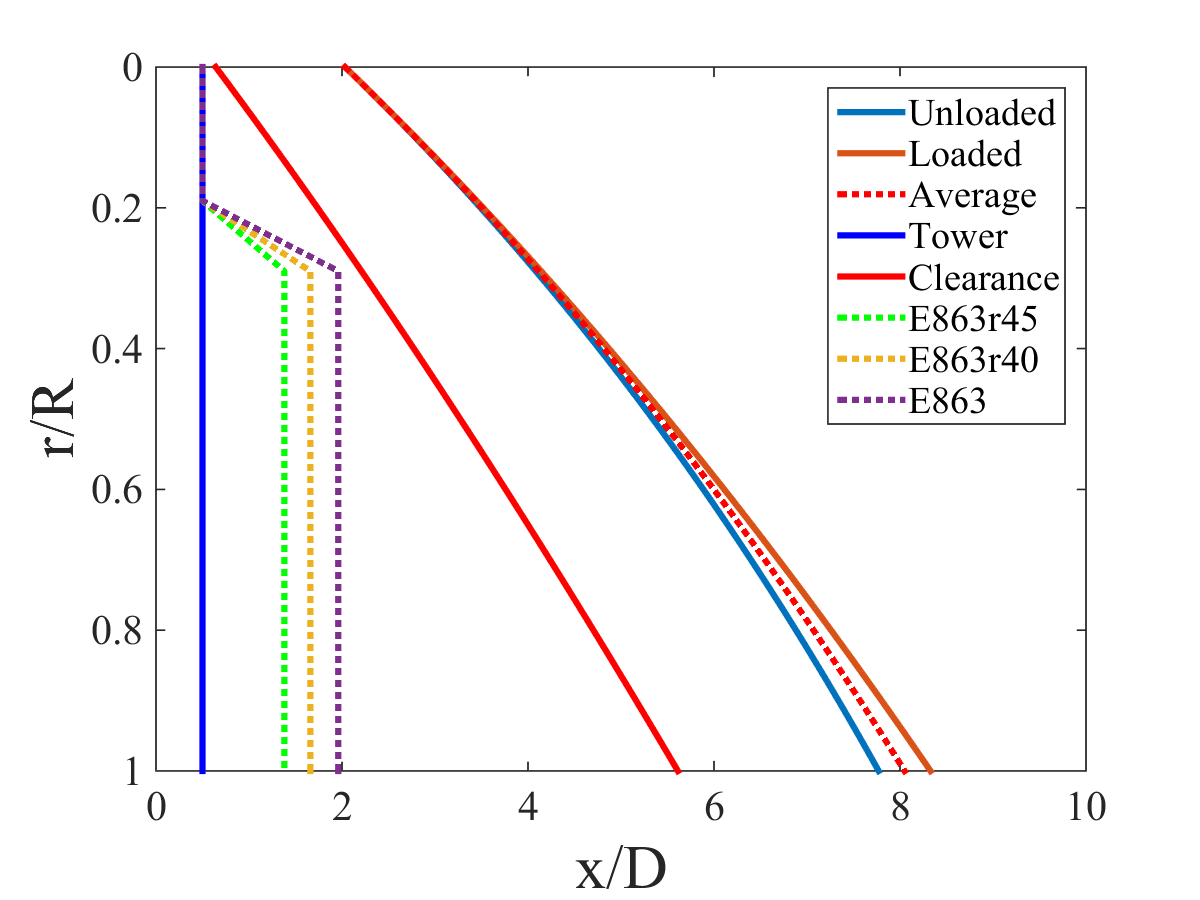 0
0.2
0.4
0.6
0.8
1
r/R
0
2
4
6
8
10
x/D
Unloaded
Loaded
Average
Tower
Clearance
E863r45
E863r40
E863